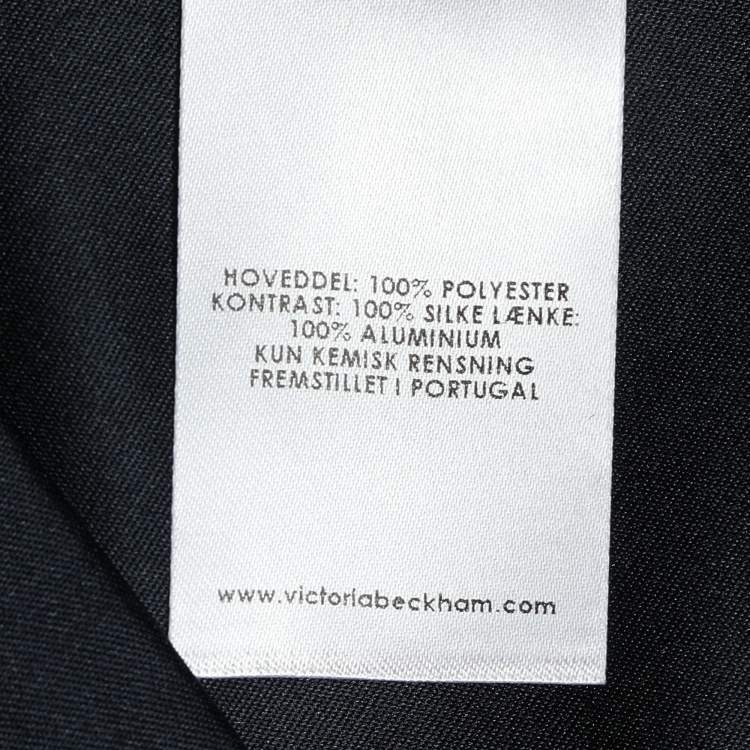 HOVEDDEL: 100% POLYESTER
KONTRAST: 100% SILKE LÆNKE:
100% ALUMINIUM
KUN KEMISK RENSNING
FREMSTILLET I PORTUGAL
www.victoriabeckham.com